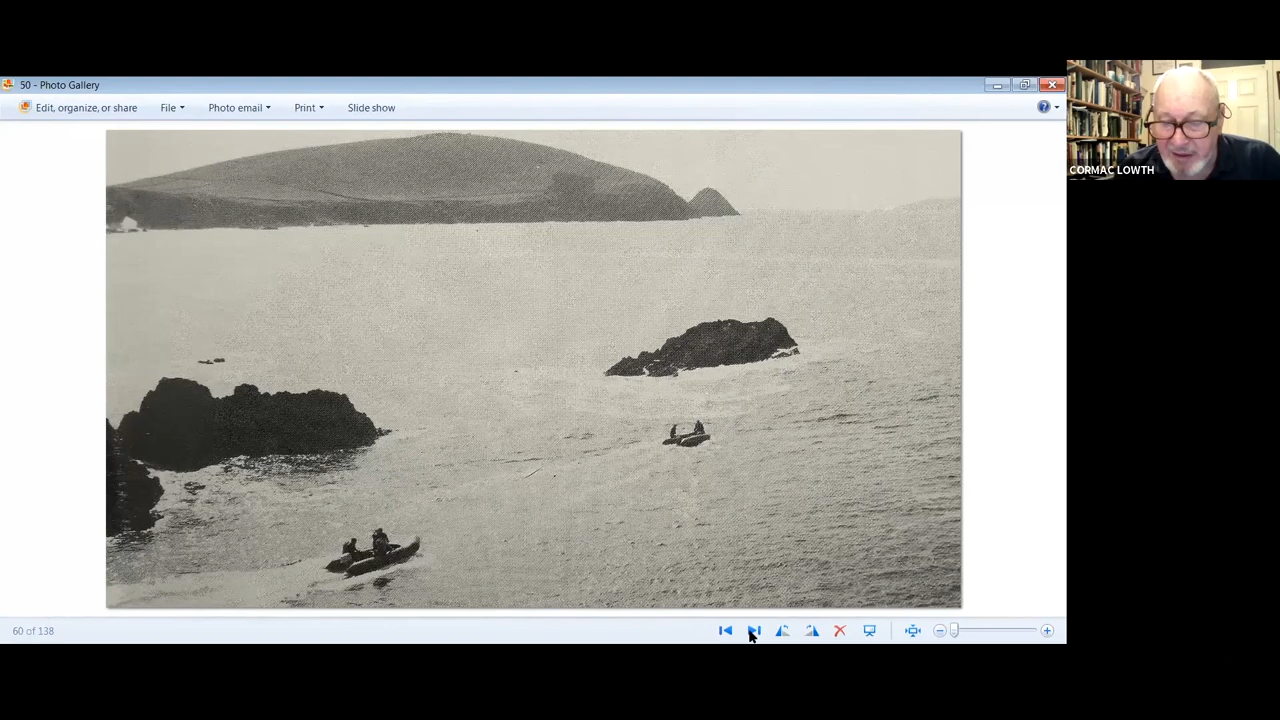 50 - Photo Gallery
Edit, organize, or share File Photo email Print Slide show
CORMAC LOWTH
60 of 138